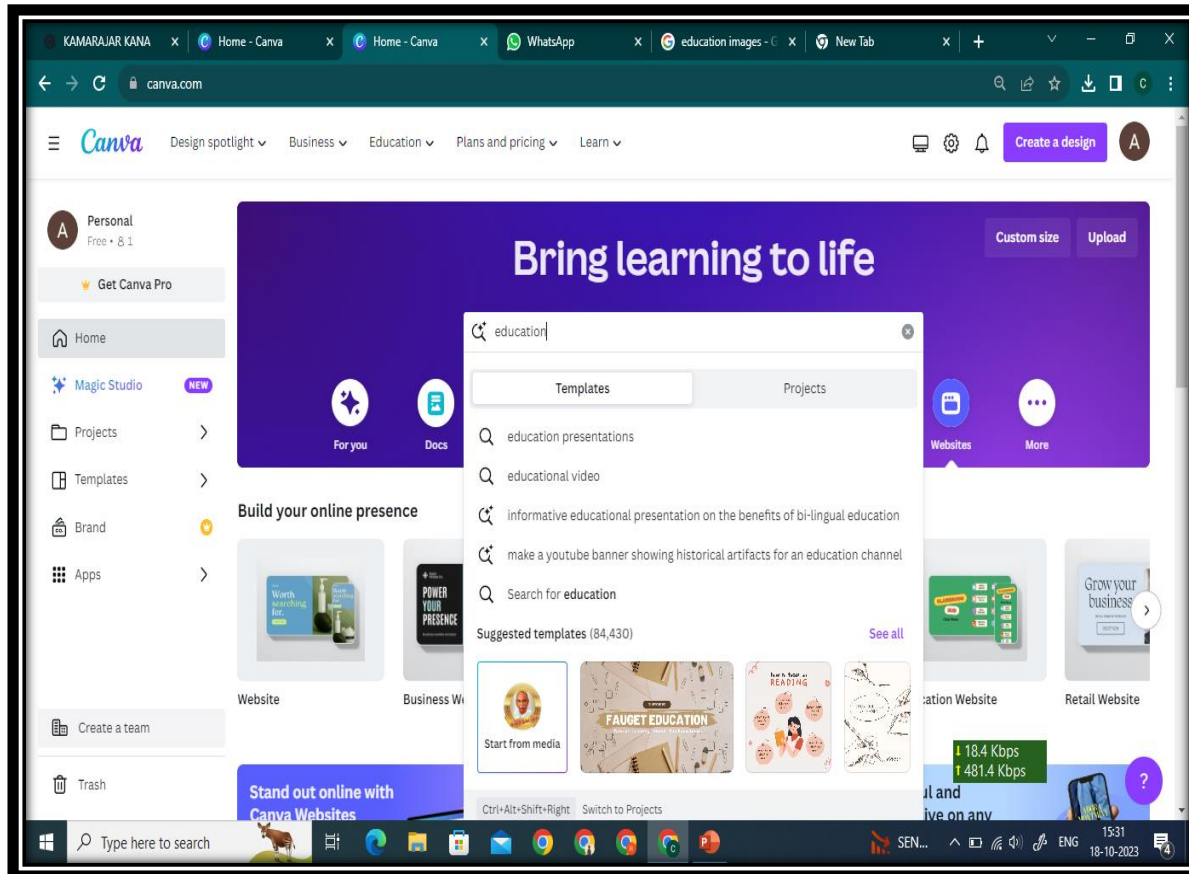 KAMARAJAR KANA
Home - Canva
Home - Canva
WhatsApp
education images - G
New Tab
canva.com
Canva
Design spotlight
Business
Education
Plans and pricing
Learn
Create a design
A
A
Personal
Free • 1
Get Canva Pro
Home
Magic Studio NEW
Projects
Templates
Brand
Apps
Create a team
Trash
Bring learning to life
Custom size
Upload
education
Templates
Projects
For you
Docs
Websites
More
education presentations
educational video
informative educational presentation on the benefits of bi-lingual education
make a youtube banner showing historical artifacts for an education channel
Search for education
Suggested templates (84,430)
See all
Start from media
FAUGET EDUCATION
READING
Ctrl+Alt+Shift+Right Switch to Projects
Build your online presence
Worth
searching
for.
POWER
YOUR
PRESENCE
Grow your
business
Website
Business We
cation Website
Retail Website
Stand out online with
Canva Websites
ul and
ive on any
18.4 Kbps
481.4 Kbps
?
Type here to search
SEN...
ENG
15:31
18-10-2023
4